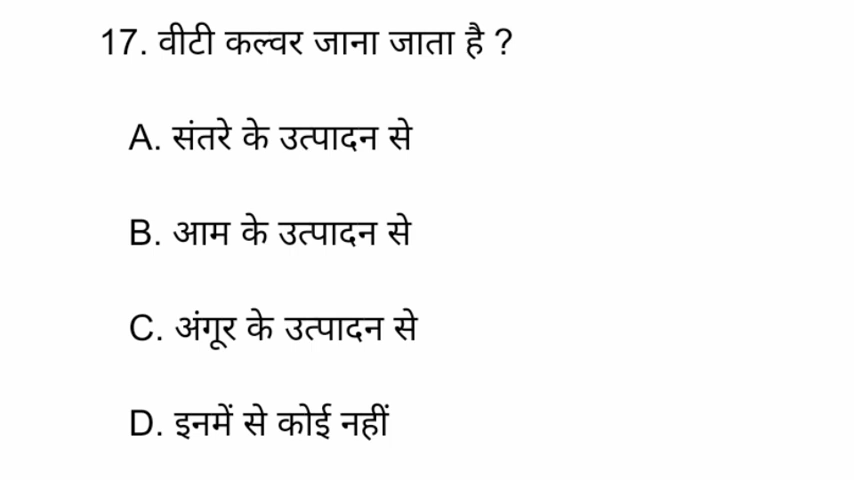 17. वीटी कल्वर जाना जाता है ?
A. संतरे के उत्पादन से
B. आम के उत्पादन से
C. अंगूर के उत्पादन से
D. इनमें से कोई नहीं